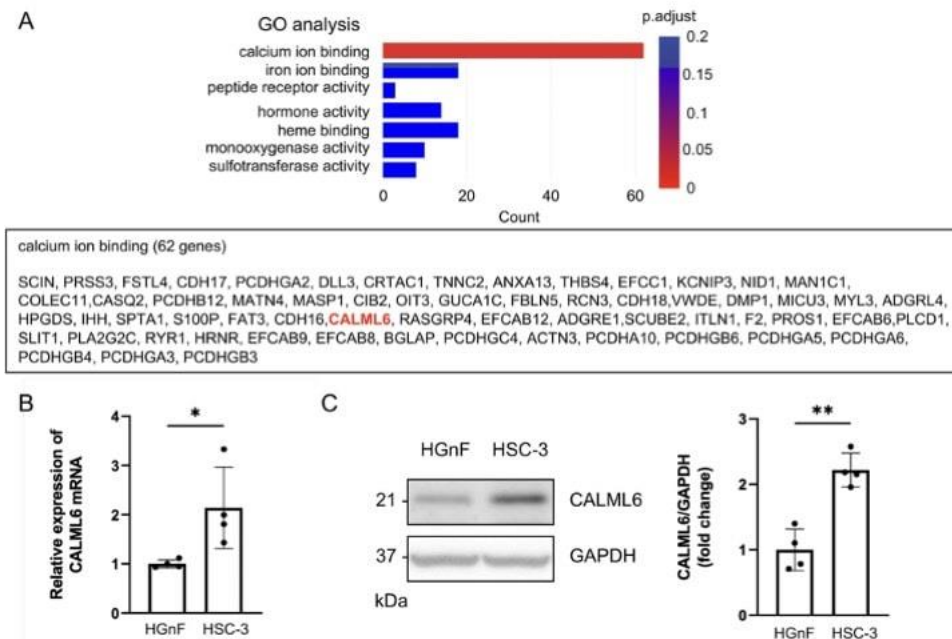 A
GO analysis
p.adjust
calcium ion binding
iron ion binding
peptide receptor activity
hormone activity
heme binding
monooxygenase activity
sulfotransferase activity
0.2
0.15
0.1
0.05
0
0 20 40 60
Count
calcium ion binding (62 genes)
SCIN, PRSS3, FSTL4, CDH17, PCDHGA2, DLL3, CRTAC1, TNNC2, ANXA13, THBS4, EFCC1, KCNIP3, NID1, MAN1C1,
COLEC11,CASQ2, PCDHB12, MATN4, MASP1, CIB2, OIT3, GUCA1C, FBLN5, RCN3, CDH18,VWDE, DMP1, MICU3, MYL3, ADGRL4,
HPGDS, IHH, SPTA1, S100P, FAT3, CDH16,CALML6, RASGRP4, EFCAB12, ADGRE1,SCUBE2, ITLN1, F2, PROS1, EFCAB6,PLCD1,
SLIT1, PLA2G2C, RYR1, HRNR, EFCAB9, EFCAB8, BGLAP, PCDHGC4, ACTN3, PCDHA10, PCDHGB6, PCDHGA5, PCDHGA6,
PCDHGB4, PCDHGA3, PCDHGB3
B
Relative expression of
CALML6 mRNA
4
3
2
1
0
*
HGnF HSC-3
C
HGnF HSC-3
21
CALML6
37
GAPDH
kDa
CALML6/GAPDH
(fold change)
3
2
1
0
**
HGnF HSC-3